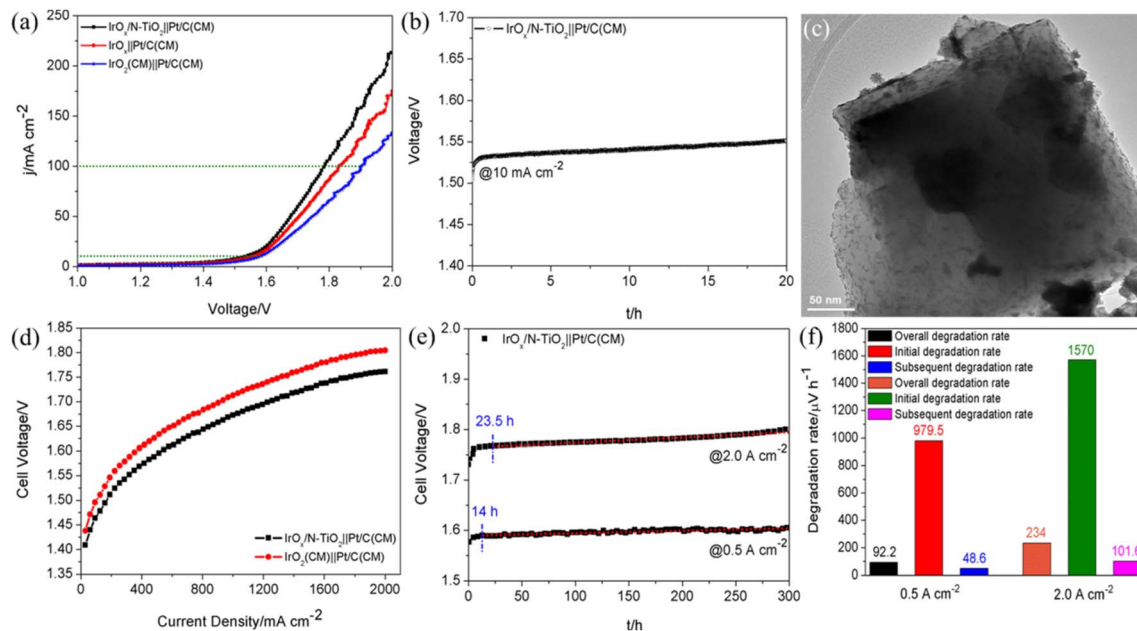 (a)
IrOₓ/N-TiO₂||Pt/C(CM)
IrOₓ||Pt/C(CM)
IrO₂(CM)||Pt/C(CM)
250
225
200
175
150
125
100
75
50
25
0
j/mA cm⁻²
1.0 1.2 1.4 1.6 1.8 2.0
Voltage/V
(b)
IrOₓ/N-TiO₂||Pt/C(CM)
1.70
1.65
1.60
1.55
1.50
1.45
1.40
Voltage/V
@10 mA cm⁻²
0 5 10 15 20
t/h
(c)
50 nm
(d)
1.85
1.80
1.75
1.70
1.65
1.60
1.55
1.50
1.45
1.40
1.35
Cell Voltage/V
IrOₓ/N-TiO₂||Pt/C(CM)
IrO₂(CM)||Pt/C(CM)
0 400 800 1200 1600 2000
Current Density/mA cm⁻²
(e)
IrOₓ/N-TiO₂||Pt/C(CM)
2.0
1.9
1.8
1.7
1.6
1.5
Cell Voltage/V
23.5 h
@2.0 A cm⁻²
14 h
@0.5 A cm⁻²
0 50 100 150 200 250 300
t/h
(f)
1800
1600
1400
1200
1000
800
600
400
200
0
Degradation rate/μV h⁻¹
Overall degradation rate
Initial degradation rate
Subsequent degradation rate
Overall degradation rate
Initial degradation rate
Subsequent degradation rate
92.2
979.5
48.6
234
1570
101.6
0.5 A cm⁻² 2.0 A cm⁻²